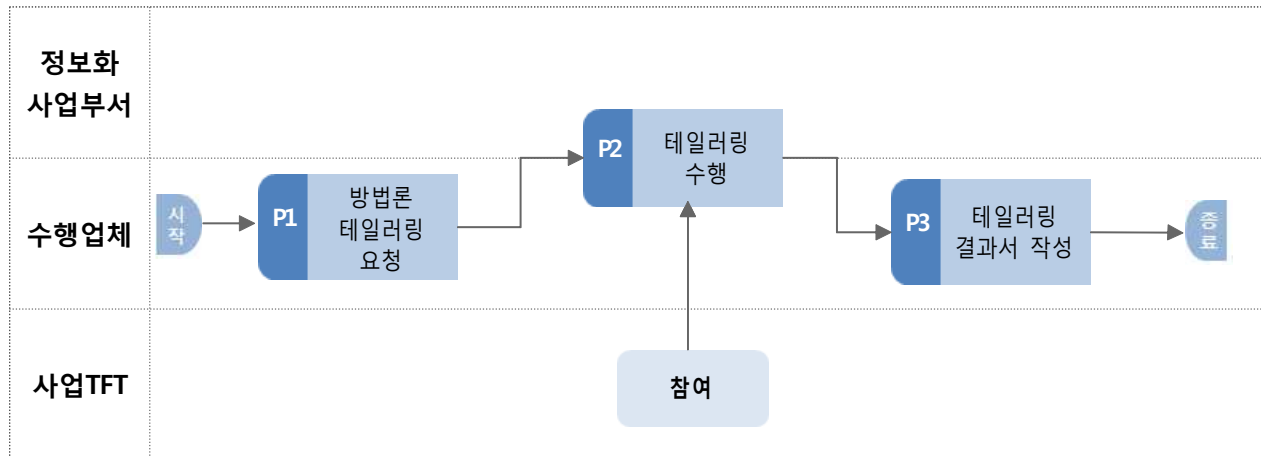 정보화
사업부서
P2
테일러링
수행
수행업체
시
작
P1
방법론
테일러링
요청
P3
테일러링
결과서 작성
종
료
사업TFT
참여